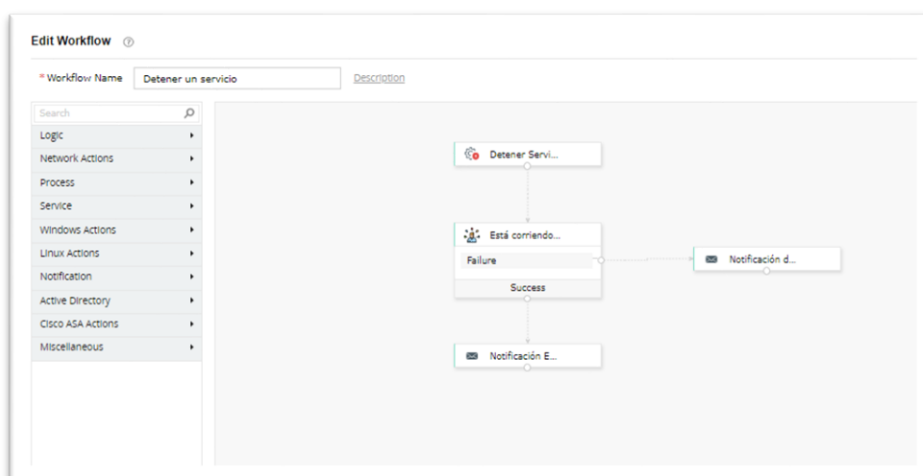 Edit Workflow ?
* Workflow Name Detener un servicio Description
Search
Logic
Network Actions
Process
Service
Windows Actions
Linux Actions
Notification
Active Directory
Cisco ASA Actions
Miscellaneous
Detener Servi...
Está corriendo...
Failure
Success
Notificación d...
Notificación E...